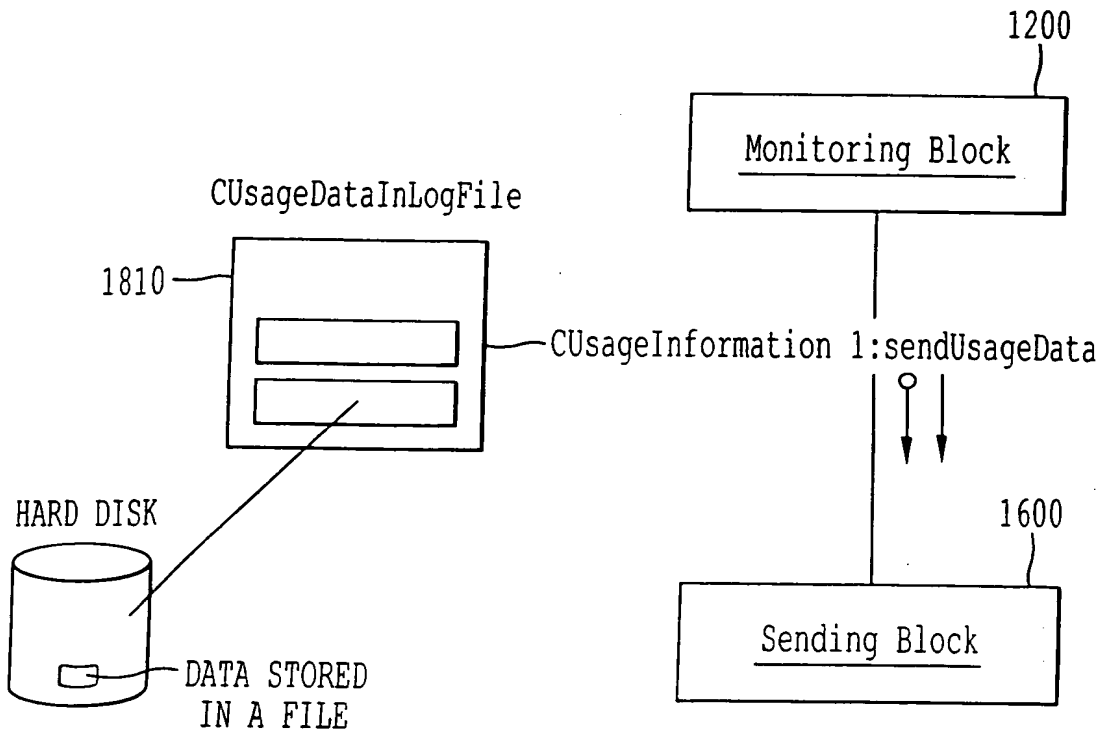 1200
Monitoring Block
CUsageDataInLogFile
1810
CUsageInformation 1:sendUsageData
HARD DISK
1600
Sending Block
DATA STORED
IN A FILE